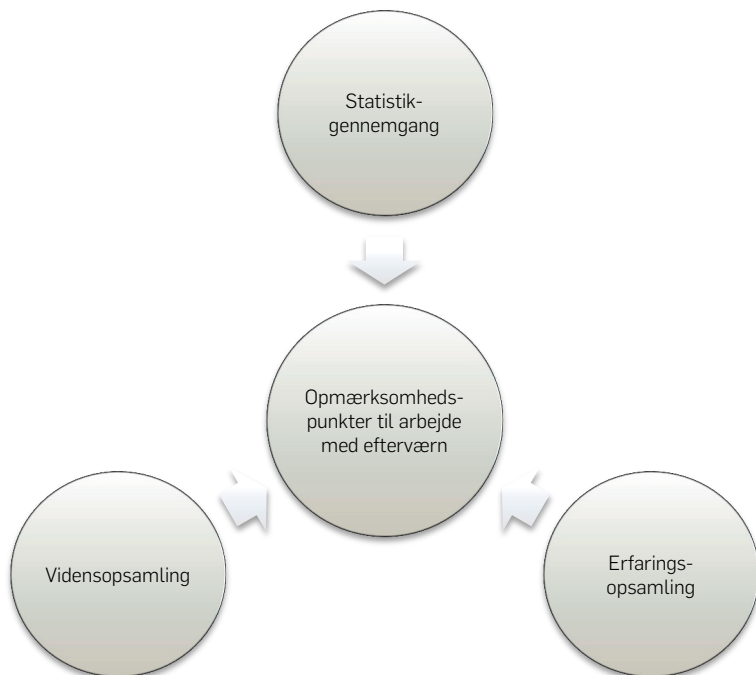 Statistik-
gennemgang
Opmærksomheds-
punkter til arbejde
med efterværn
Vidensopsamling
Erfarings-
opsamling